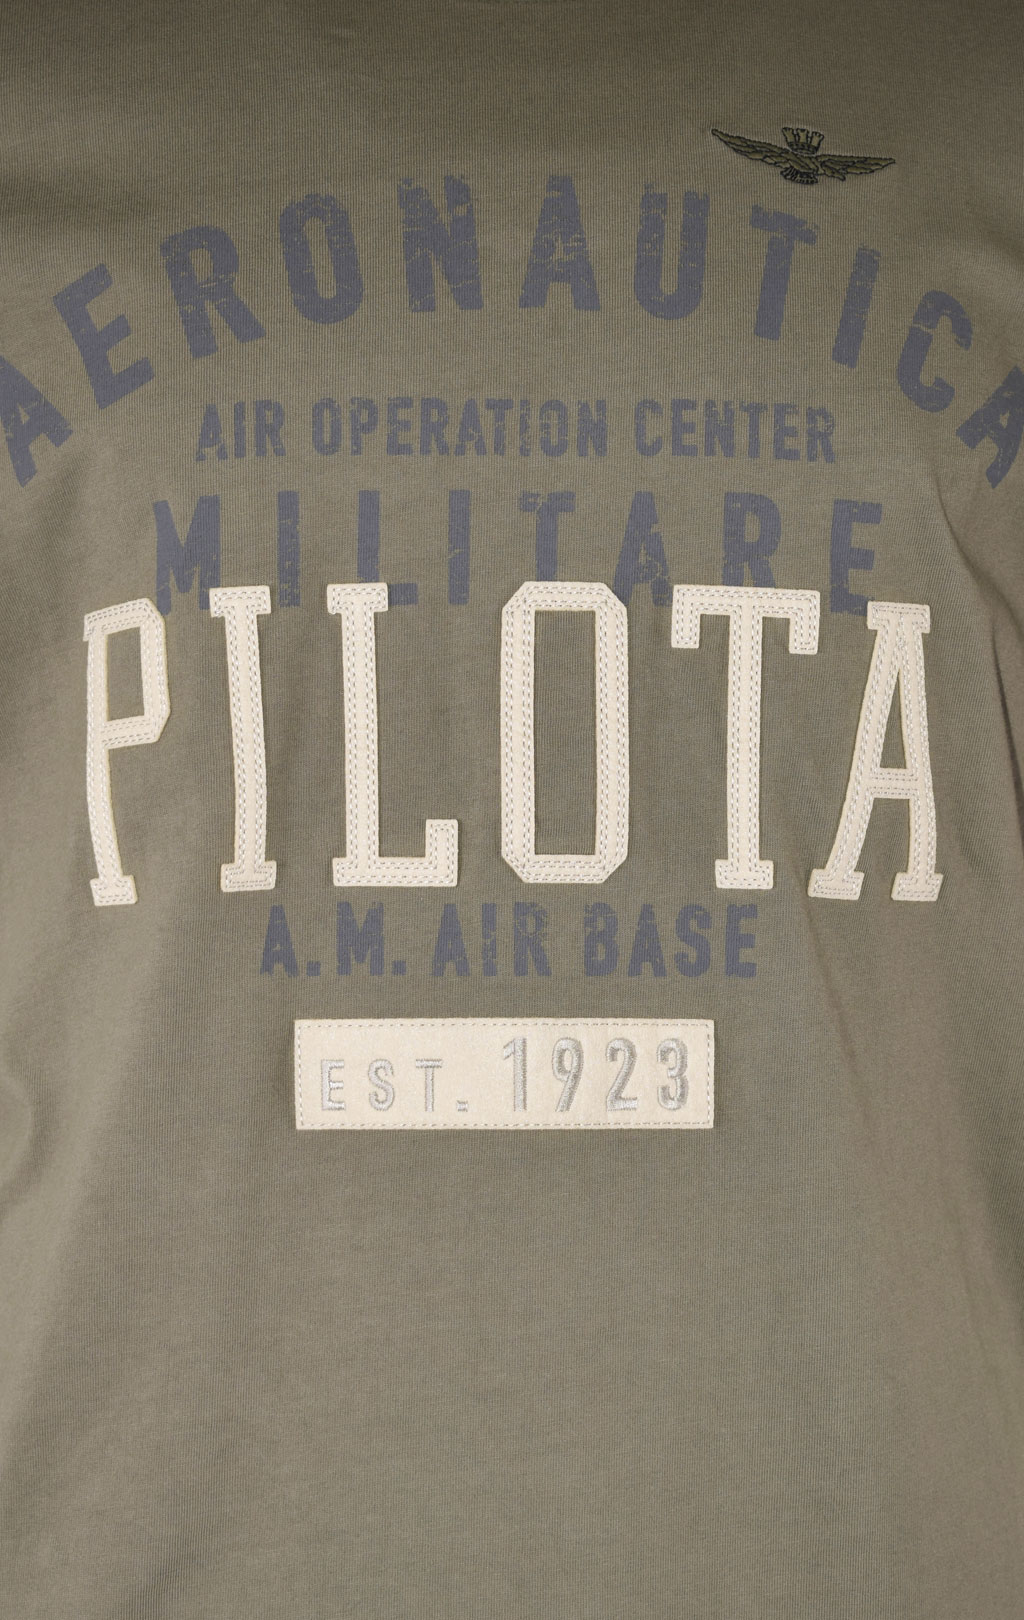 AERONAUTICA
AIR OPERATION CENTER
MILITARE
PILOTA
A.M. AIR BASE
EST. 1923